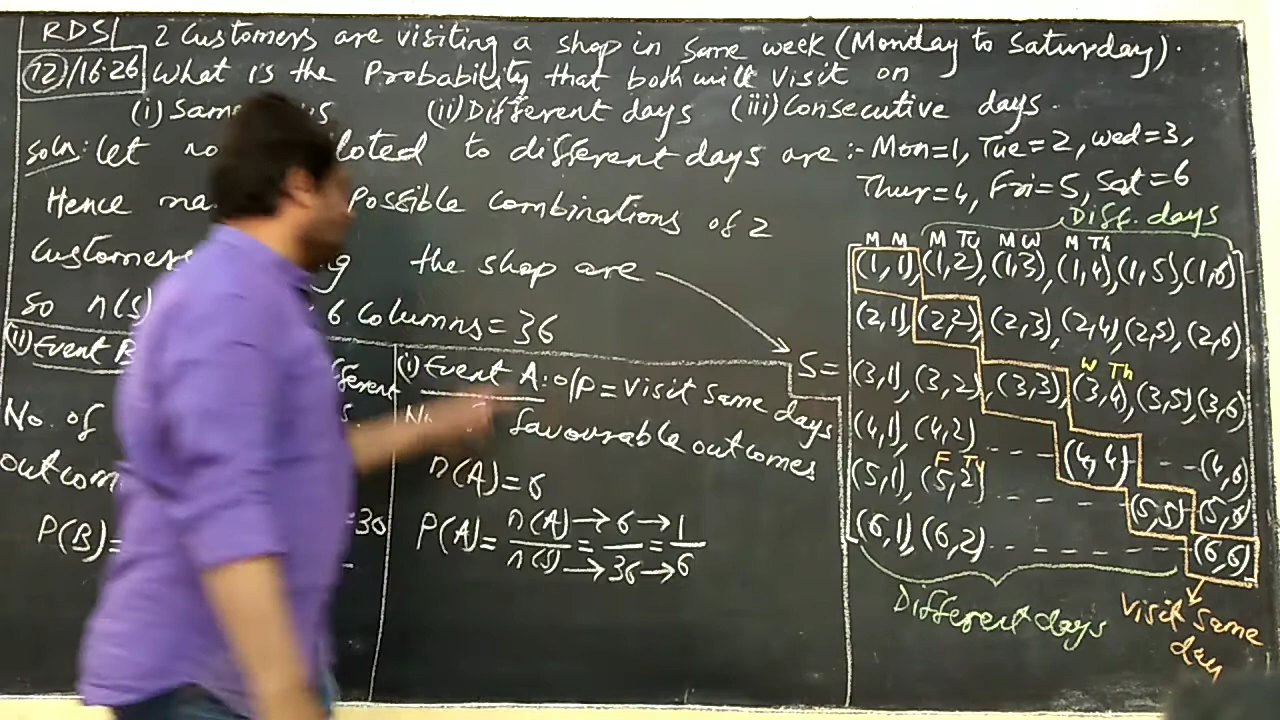 RDS 2 Customers are visiting a shop in same week (Monday to Saturday).
12/16.26 What is the Probability that both will visit on
(i) Sam ys (ii) Different days (iii) Consecutive days.
Soln: Let no loted to different days are :- Mon=1, Tue=2, Wed=3,
Thur=4, Fri=5, Sat=6
Hence na Possible Combinations of 2
Customers g the shop are
So n(s) 6 Columns=36
Diff. days
M M M Tu M W M Th
S=
(1,1), (1,2), (1,3), (1,4), (1,5), (1,6)
(2,1), (2,2), (2,3), (2,4), (2,5), (2,6)
W Th
(3,1), (3,2), (3,3), (3,4), (3,5), (3,6)
(4,1), (4,2) - - - (4,4) - - - (4,6)
F Tu
(5,1), (5,2) - - - (5,5), (5,6)
(6,1), (6,2) - - - - - - - (6,6)
Different days
Visit Same
day
(ii) Event B fferent
No. of s.
outcom
=30
P(B)=
(i) Event A: o/p = Visit Same days
No. favourable outcomes
n(A)=6
P(A)= n(A)→6→1
n(S)→36→6